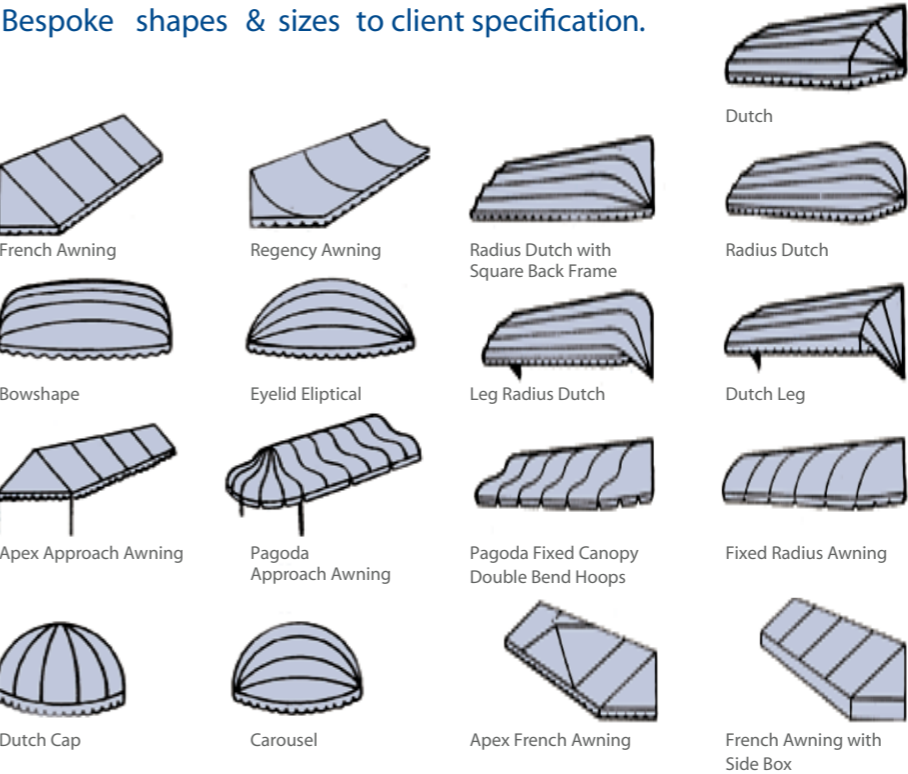 Bespoke shapes & sizes to client specification.
Dutch
French Awning
Regency Awning
Radius Dutch with
Square Back Frame
Radius Dutch
Bowshape
Eyelid Eliptical
Leg Radius Dutch
Dutch Leg
Apex Approach Awning
Pagoda
Approach Awning
Pagoda Fixed Canopy
Double Bend Hoops
Fixed Radius Awning
Dutch Cap
Carousel
Apex French Awning
French Awning with
Side Box